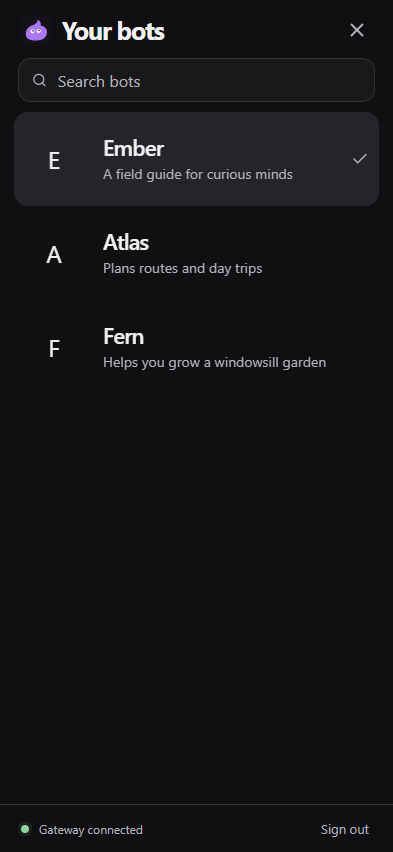 Your bots
Search bots
E
Ember
A field guide for curious minds
A
Atlas
Plans routes and day trips
F
Fern
Helps you grow a windowsill garden
Gateway connected
Sign out